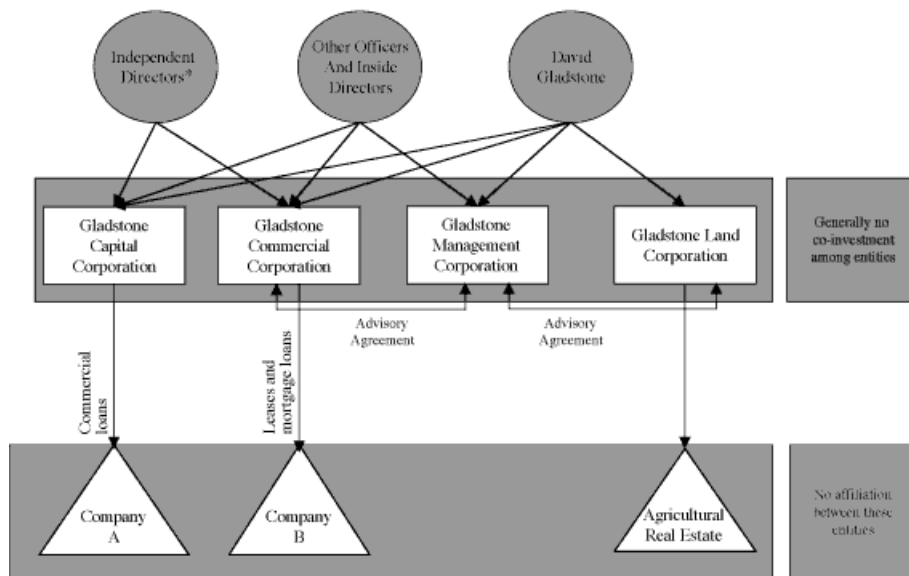 Independent
Directors*
Other Officers
And Inside
Directors
David
Gladstone
Gladstone
Capital
Corporation
Gladstone
Commercial
Corporation
Gladstone
Management
Corporation
Gladstone Land
Corporation
Generally no
co-investment
among entities
Advisory
Agreement
Advisory
Agreement
Commercial
loans
Leases and
mortgage loans
Company
A
Company
B
Agricultural
Real Estate
No affiliation
between these
entities